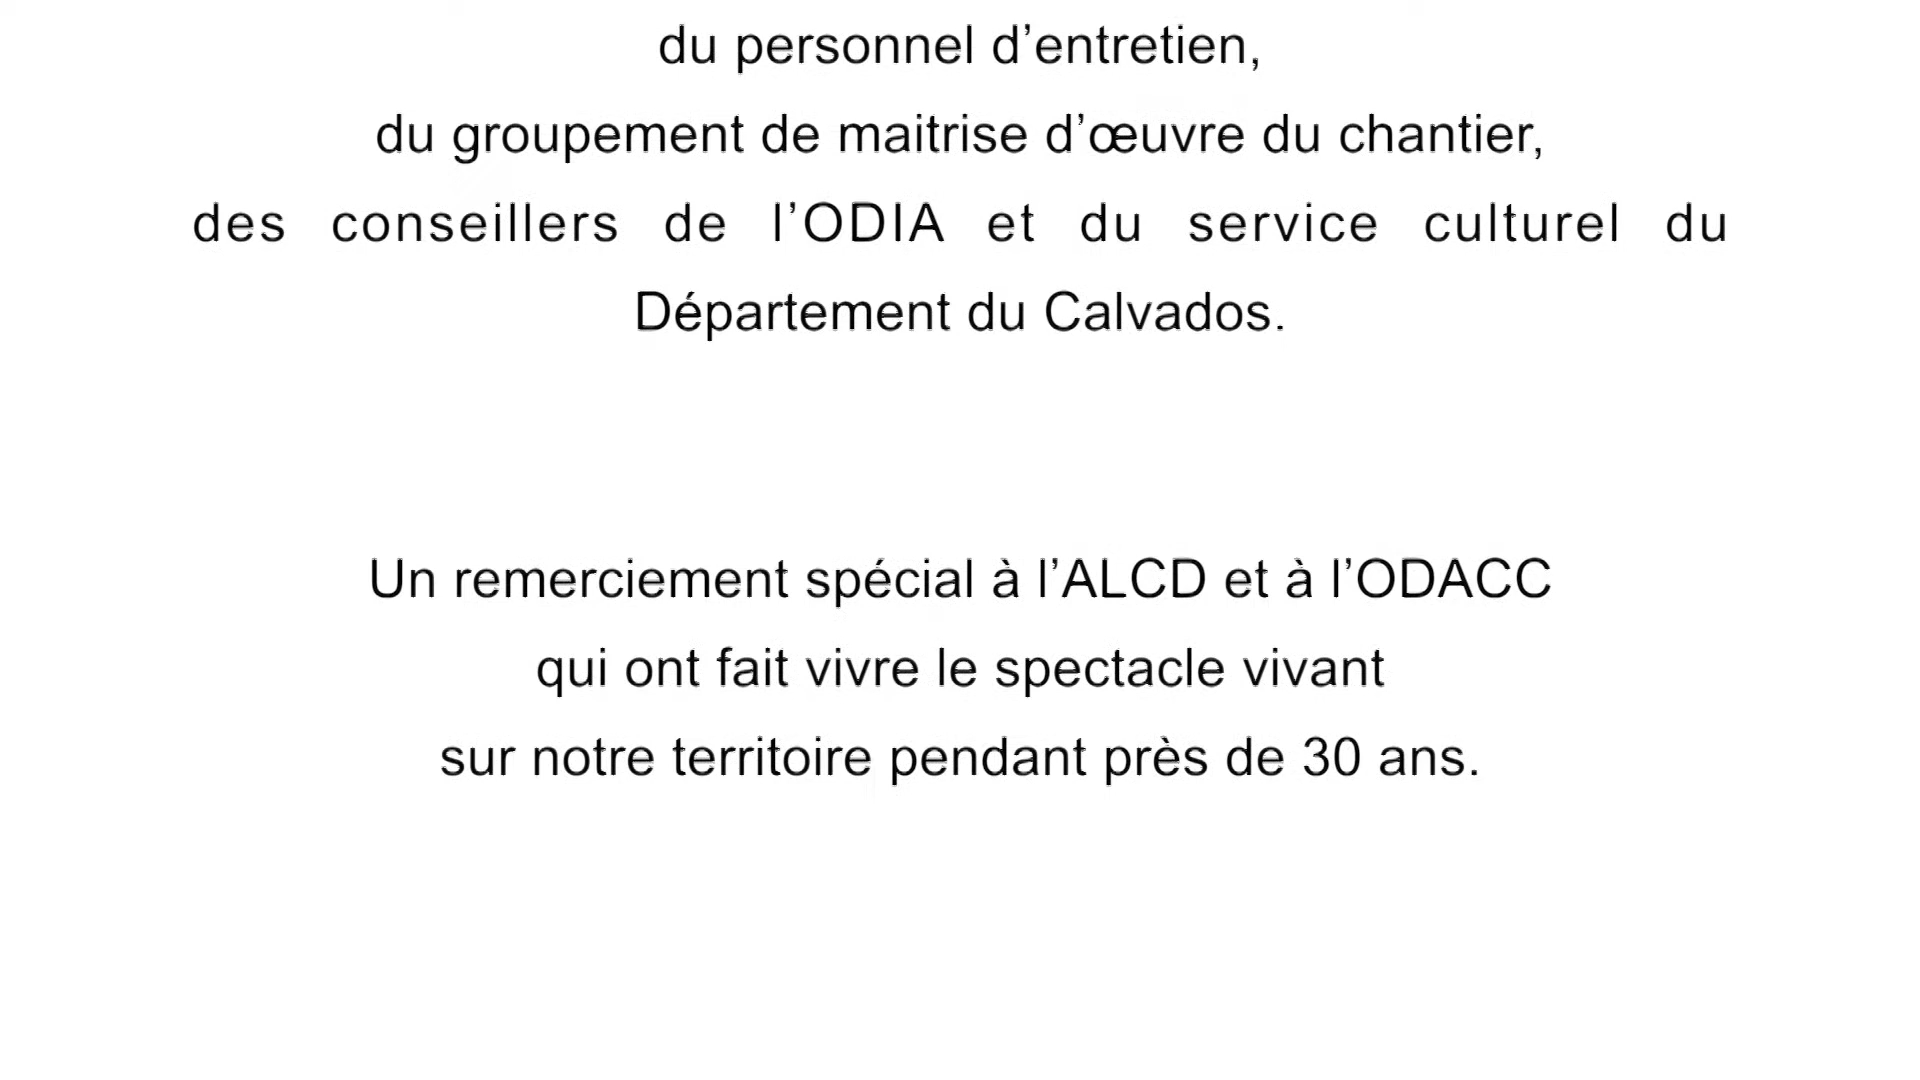 du personnel d’entretien,
du groupement de maitrise d’œuvre du chantier,
des conseillers de l’ODIA et du service culturel du
Département du Calvados.
Un remerciement spécial à l’ALCD et à l’ODACC
qui ont fait vivre le spectacle vivant
sur notre territoire pendant près de 30 ans.